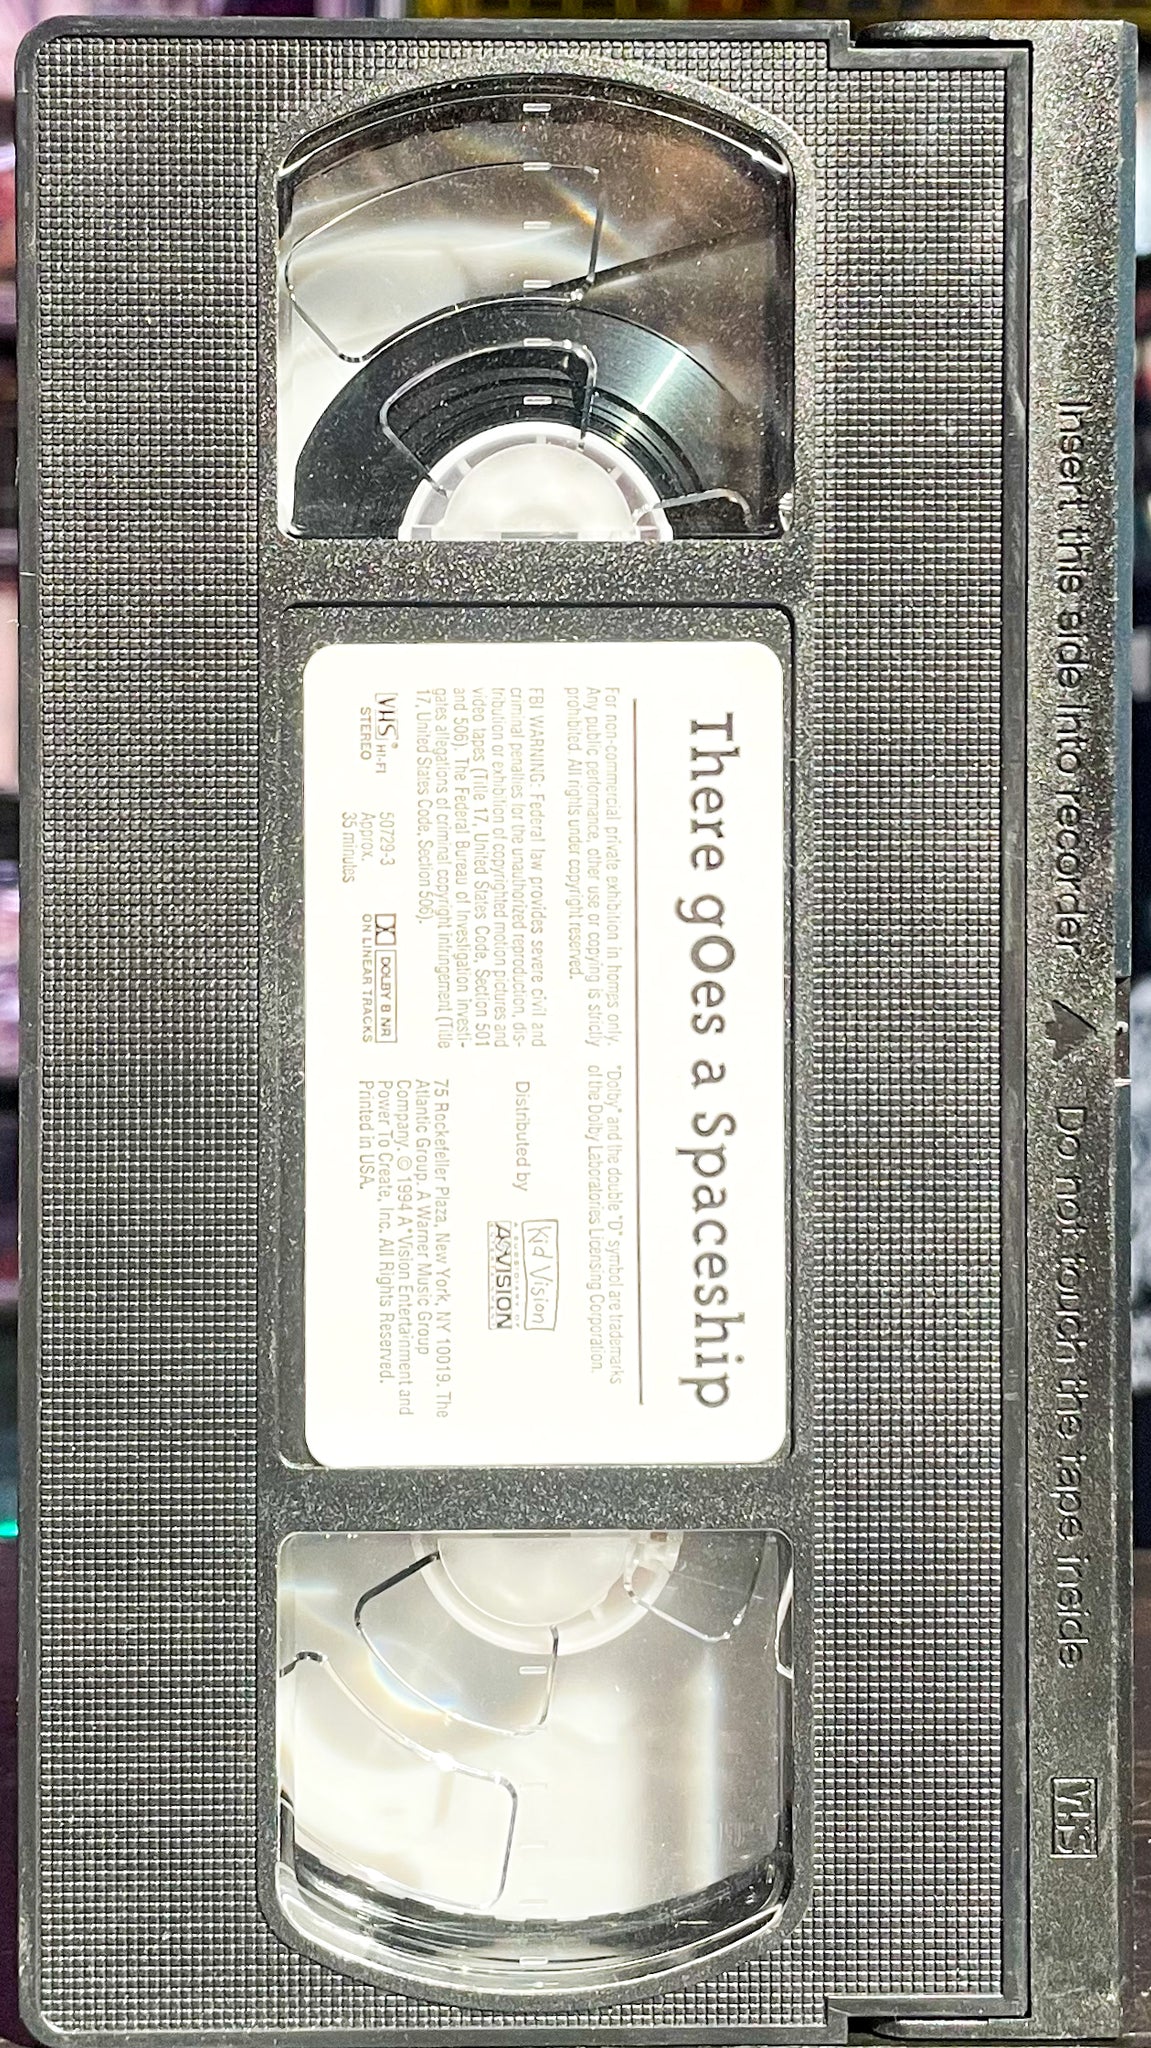 Insert this side into recorder ▲ Do not touch the tape inside
VHS
There goes a Spaceship
For non-commercial private exhibition in homes only.
Any public performance, other use or copying is strictly
prohibited. All rights under copyright reserved.
FBI WARNING: Federal law provides severe civil and
criminal penalties for the unauthorized reproduction, dis-
tribution or exhibition of copyrighted motion pictures and
video tapes (Title 17, United States Code, Section 501
and 506). The Federal Bureau of Investigation investi-
gates allegations of criminal copyright infringement (Title
17, United States Code, Section 506).
VHS® HI-FI
STEREO
50729-3
Approx.
35 minutes
DOLBY B NR
ON LINEAR TRACKS
"Dolby" and the double "D" symbol are trademarks
of the Dolby Laboratories Licensing Corporation.
Distributed by
Kid Vision
A*VISION
75 Rockefeller Plaza, New York, NY 10019. The
Atlantic Group. A Warner Music Group
Company. © 1994 A*Vision Entertainment and
Power To Create, Inc. All Rights Reserved.
Printed in USA.